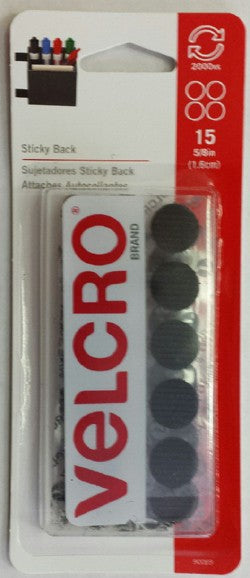 2000x
15
5/8in
(1.6cm)
Sticky Back
Sujetadores Sticky Back
Attaches Autocollantes
VELCRO®
BRAND